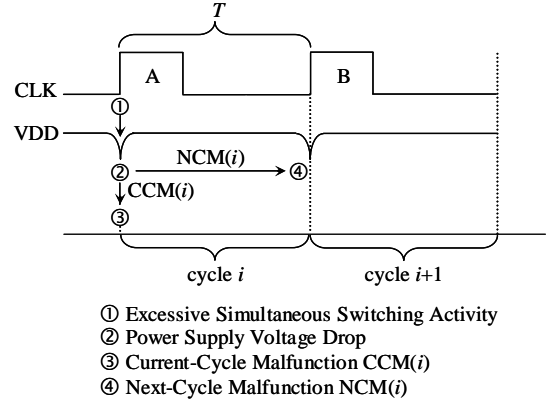 T
A
B
CLK
①
VDD
NCM(i)
②
④
CCM(i)
③
cycle i
cycle i+1
① Excessive Simultaneous Switching Activity
② Power Supply Voltage Drop
③ Current-Cycle Malfunction CCM(i)
④ Next-Cycle Malfunction NCM(i)